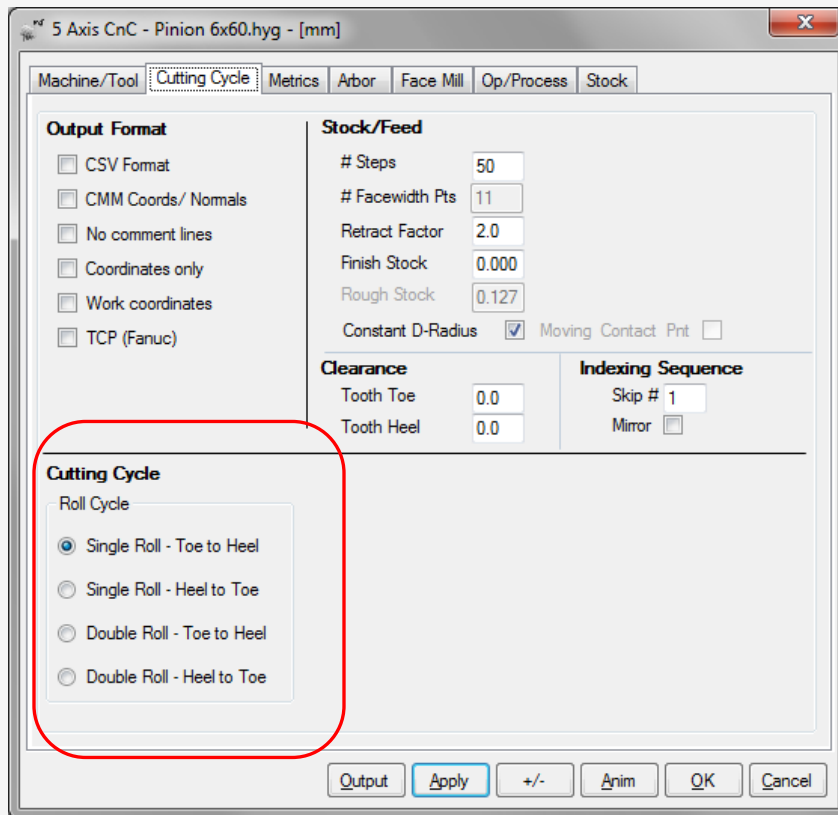 5 Axis CnC - Pinion 6x60.hyg - [mm]
Machine/Tool Cutting Cycle Metrics Arbor Face Mill Op/Process Stock
Output Format
CSV Format
CMM Coords/ Normals
No comment lines
Coordinates only
Work coordinates
TCP (Fanuc)
Stock/Feed
# Steps 50
# Facewidth Pts 11
Retract Factor 2.0
Finish Stock 0.000
Rough Stock 0.127
Constant D-Radius Moving Contact Pnt
Clearance
Tooth Toe 0.0
Tooth Heel 0.0
Indexing Sequence
Skip # 1
Mirror
Cutting Cycle
Roll Cycle
Single Roll - Toe to Heel
Single Roll - Heel to Toe
Double Roll - Toe to Heel
Double Roll - Heel to Toe
Output Apply +/- Anim OK Cancel